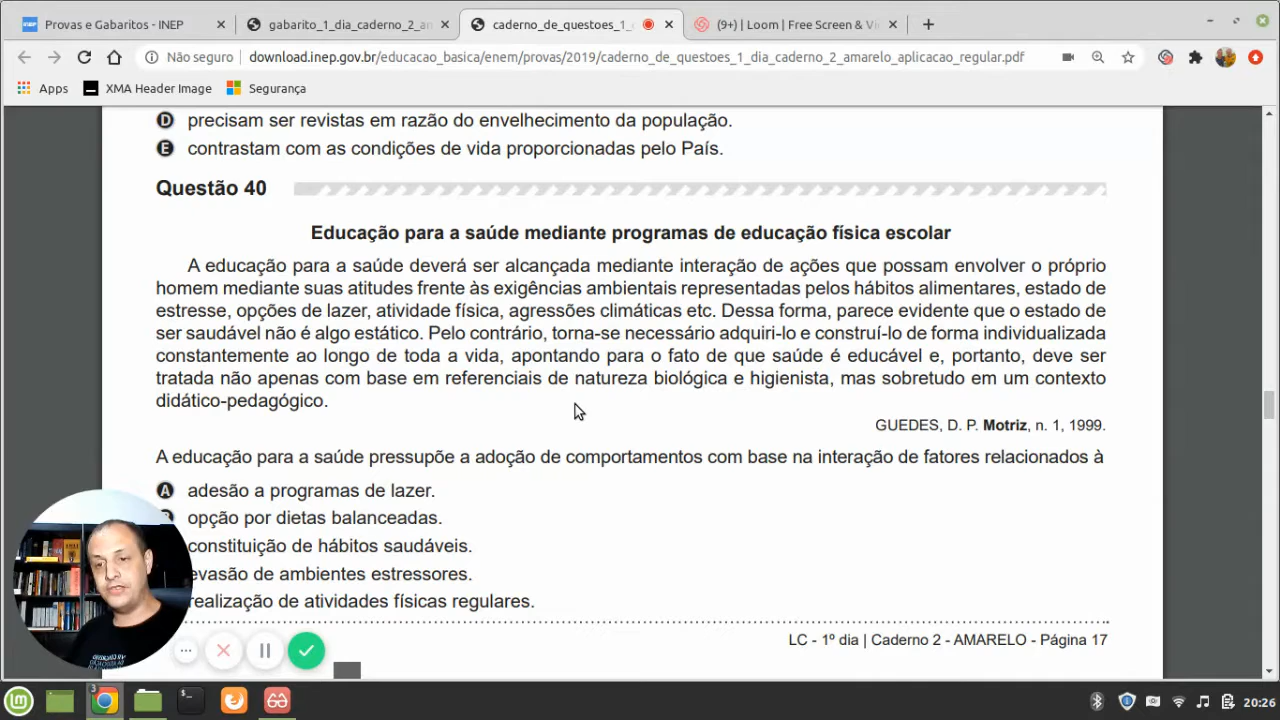 Provas e Gabaritos - INEP
gabarito_1_dia_caderno_2_am
caderno_de_questoes_1_d
(9+) | Loom | Free Screen & Vi
Não seguro
download.inep.gov.br/educacao_basica/enem/provas/2019/caderno_de_questoes_1_dia_caderno_2_amarelo_aplicacao_regular.pdf
Apps
XMA Header Image
Segurança
D precisam ser revistas em razão do envelhecimento da população.
E contrastam com as condições de vida proporcionadas pelo País.
Questão 40
Educação para a saúde mediante programas de educação física escolar
A educação para a saúde deverá ser alcançada mediante interação de ações que possam envolver o próprio
homem mediante suas atitudes frente às exigências ambientais representadas pelos hábitos alimentares, estado de
estresse, opções de lazer, atividade física, agressões climáticas etc. Dessa forma, parece evidente que o estado de
ser saudável não é algo estático. Pelo contrário, torna-se necessário adquiri-lo e construí-lo de forma individualizada
constantemente ao longo de toda a vida, apontando para o fato de que saúde é educável e, portanto, deve ser
tratada não apenas com base em referenciais de natureza biológica e higienista, mas sobretudo em um contexto
didático-pedagógico.
GUEDES, D. P. Motriz, n. 1, 1999.
A educação para a saúde pressupõe a adoção de comportamentos com base na interação de fatores relacionados à
A adesão a programas de lazer.
opção por dietas balanceadas.
constituição de hábitos saudáveis.
evasão de ambientes estressores.
realização de atividades físicas regulares.
LC - 1º dia | Caderno 2 - AMARELO - Página 17
3
20:26